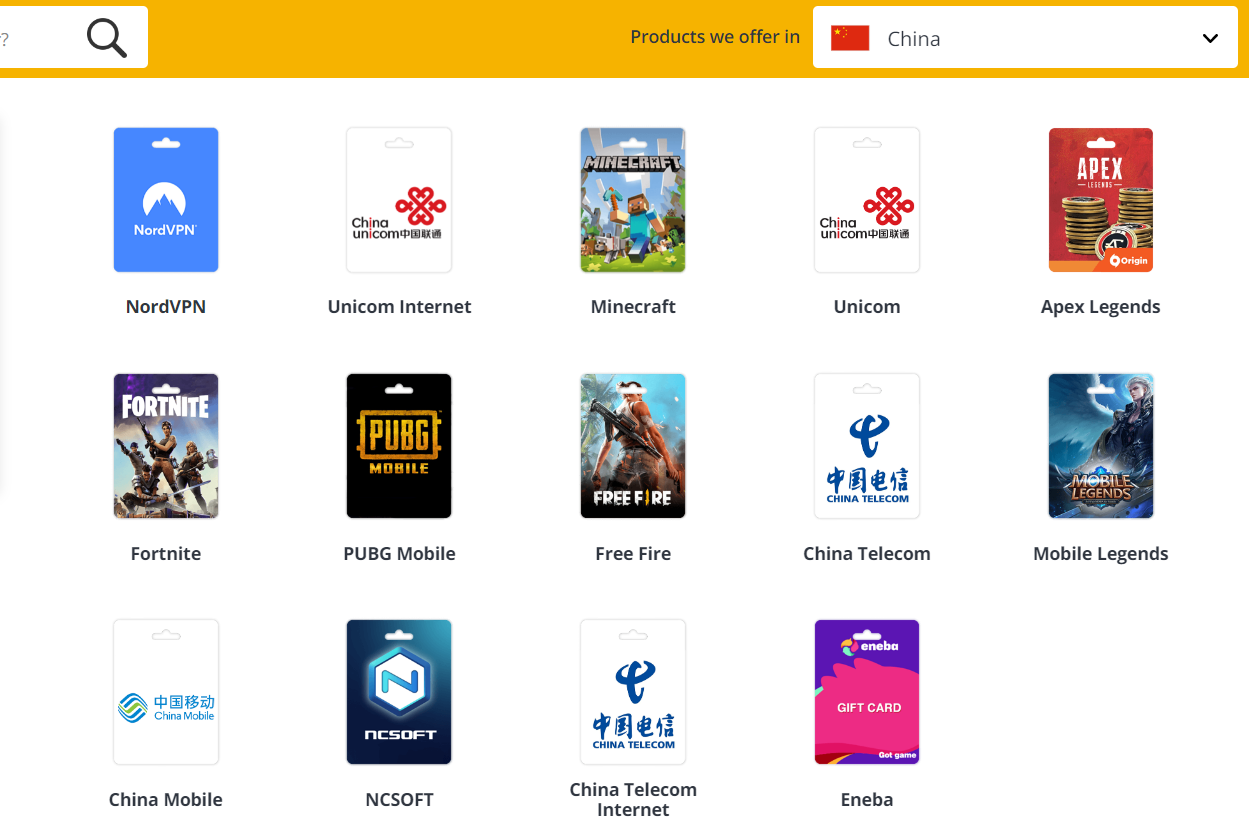 ?
Products we offer in
China
NordVPN
China
unicom中国联通
MINECRAFT
China
unicom中国联通
APEX
LEGENDS
Origin
NordVPN
Unicom Internet
Minecraft
Unicom
Apex Legends
FORTNITE
PUBG
MOBILE
FREE FIRE
中国电信
CHINA TELECOM
MOBILE
LEGENDS
Fortnite
PUBG Mobile
Free Fire
China Telecom
Mobile Legends
中国移动
China Mobile
NCSOFT
中国电信
CHINA TELECOM
eneba
GIFT CARD
Got game
China Mobile
NCSOFT
China Telecom
Internet
Eneba